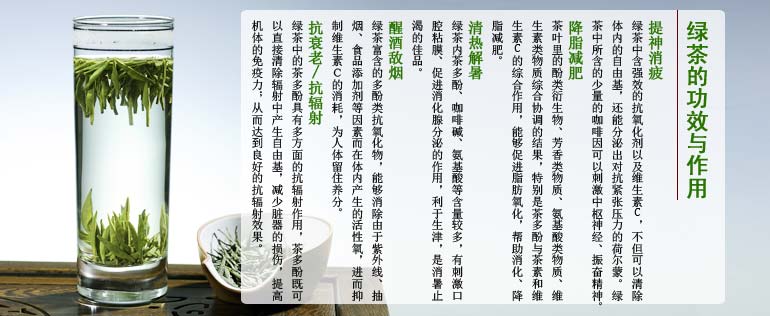 绿茶的功效与作用
提神消疲
绿茶中含强效的抗氧化剂以及维生素C，不但可以清除
体内的自由基，还能分泌出对抗紧张压力的荷尔蒙。绿
茶中所含的少量的咖啡因可以刺激中枢神经、振奋精神。
降脂减肥
茶叶里的酚类衍生物、芳香类物质、氨基酸类物质、维
生素类物质综合协调的结果，特别是茶多酚与茶素和维
生素C的综合作用，能够促进脂肪氧化，帮助消化、降
脂减肥。
清热解暑
绿茶内茶多酚、咖啡碱、氨基酸等含量较多，有刺激口
腔粘膜、促进消化腺分泌的作用，利于生津，是消暑止
渴的佳品。
醒酒敌烟
绿茶富含的多酚类抗氧化物，能够消除由于紫外线、抽
烟、食品添加剂等因素而在体内产生的活性氧，进而抑
制维生素C的消耗，为人体留住养分。
抗衰老/抗辐射
绿茶中的茶多酚具有多方面的抗辐射作用，茶多酚既可
以直接清除辐射中产生自由基，减少脏器的损伤，提高
机体的免疫力；从而达到良好的抗辐射效果。